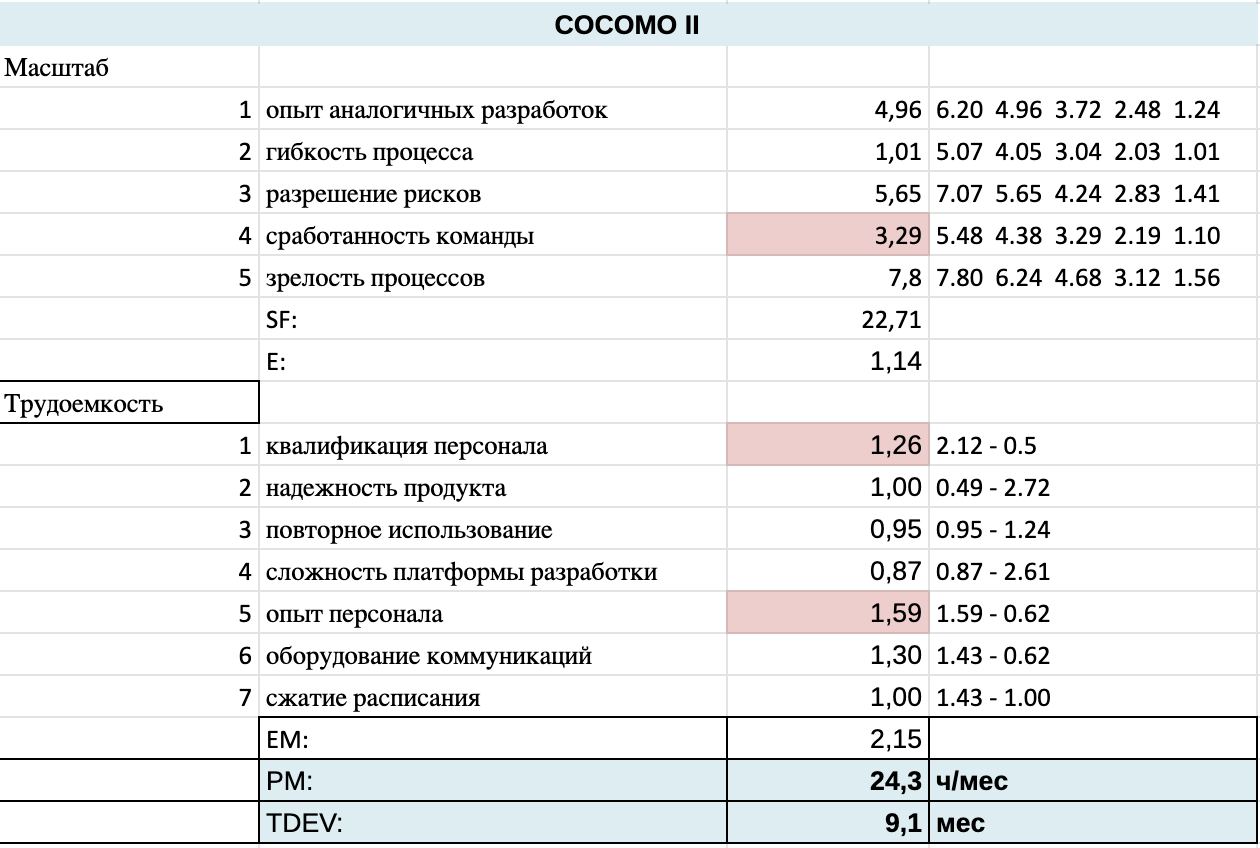 COCOMO II
Масштаб
1 опыт аналогичных разработок 4,96 6.20 4.96 3.72 2.48 1.24
2 гибкость процесса 1,01 5.07 4.05 3.04 2.03 1.01
3 разрешение рисков 5,65 7.07 5.65 4.24 2.83 1.41
4 сработанность команды 3,29 5.48 4.38 3.29 2.19 1.10
5 зрелость процессов 7,8 7.80 6.24 4.68 3.12 1.56
SF: 22,71
E: 1,14
Трудоемкость
1 квалификация персонала 1,26 2.12 - 0.5
2 надежность продукта 1,00 0.49 - 2.72
3 повторное использование 0,95 0.95 - 1.24
4 сложность платформы разработки 0,87 0.87 - 2.61
5 опыт персонала 1,59 1.59 - 0.62
6 оборудование коммуникаций 1,30 1.43 - 0.62
7 сжатие расписания 1,00 1.43 - 1.00
EM: 2,15
PM: 24,3 ч/мес
TDEV: 9,1 мес